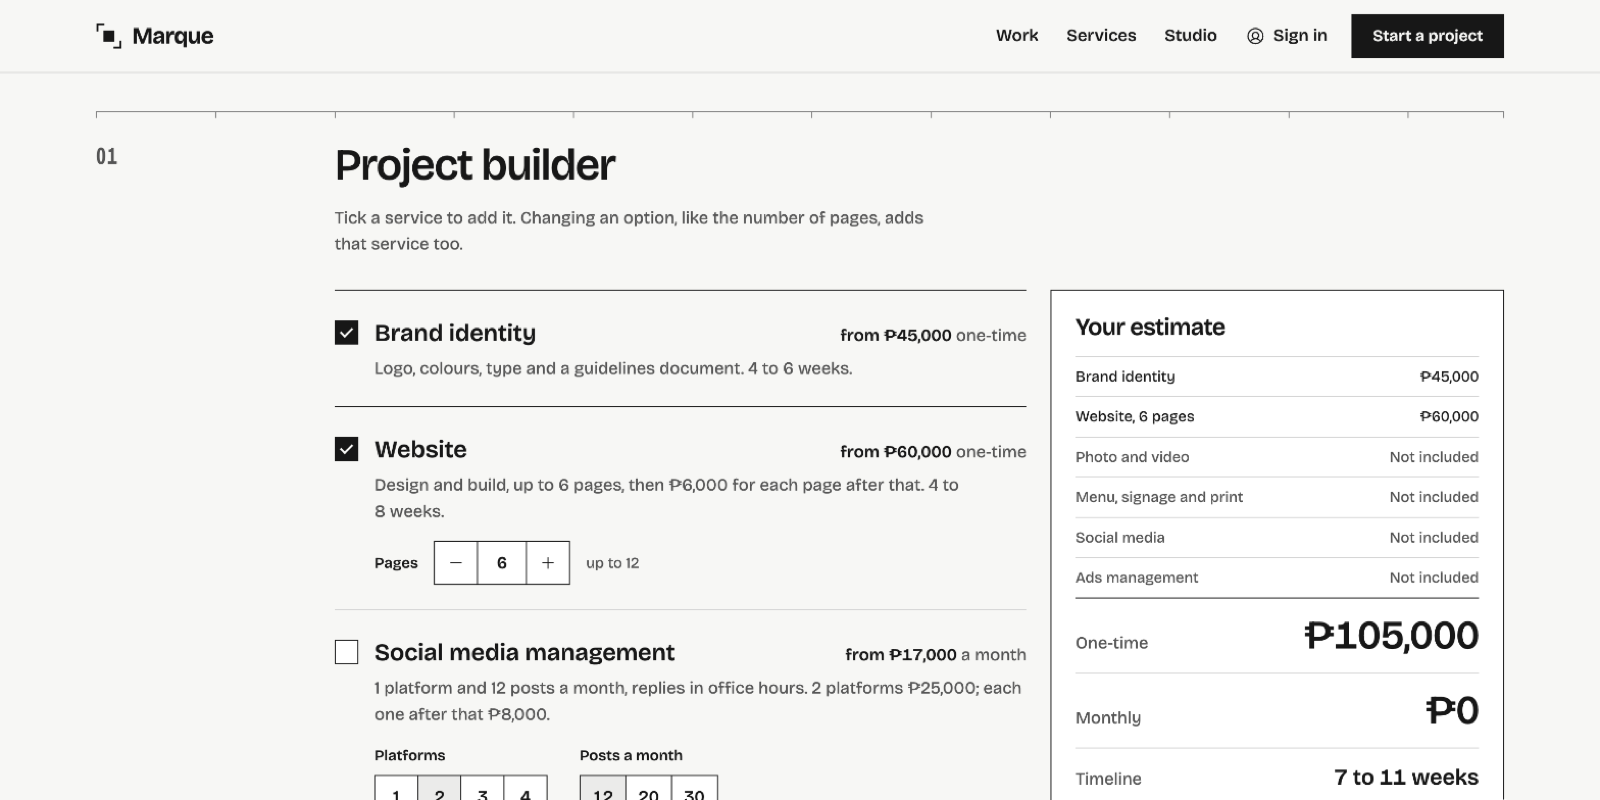 Marque
Work
Services
Studio
Sign in
Start a project
01
Project builder
Tick a service to add it. Changing an option, like the number of pages, adds
that service too.
Brand identity
from ₱45,000 one-time
Logo, colours, type and a guidelines document. 4 to 6 weeks.
Website
from ₱60,000 one-time
Design and build, up to 6 pages, then ₱6,000 for each page after that. 4 to
8 weeks.
Pages
− 6 +
up to 12
Social media management
from ₱17,000 a month
1 platform and 12 posts a month, replies in office hours. 2 platforms ₱25,000; each
one after that ₱8,000.
Platforms
1 2 3 4
Posts a month
12 20 30
Your estimate
Brand identity ₱45,000
Website, 6 pages ₱60,000
Photo and video Not included
Menu, signage and print Not included
Social media Not included
Ads management Not included
One-time ₱105,000
Monthly ₱0
Timeline 7 to 11 weeks